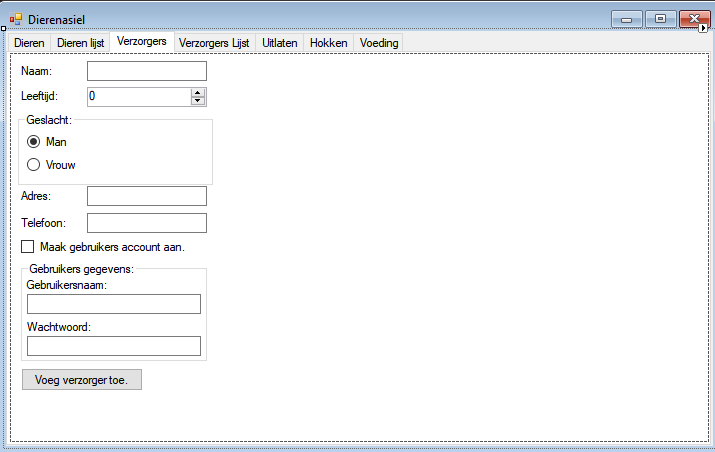 Dierenasiel
Dieren Dieren lijst Verzorgers Verzorgers Lijst Uitlaten Hokken Voeding
Naam:
Leeftijd: 0
Geslacht:
Man
Vrouw
Adres:
Telefoon:
Maak gebruikers account aan.
Gebruikers gegevens:
Gebruikersnaam:
Wachtwoord:
Voeg verzorger toe.